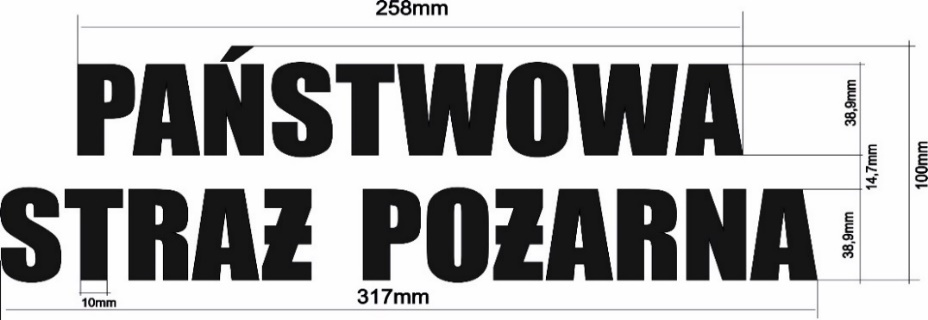 258mm
PAŃSTWOWA
38,9mm
14,7mm
100mm
STRAŻ POŻARNA
38,9mm
10mm
317mm